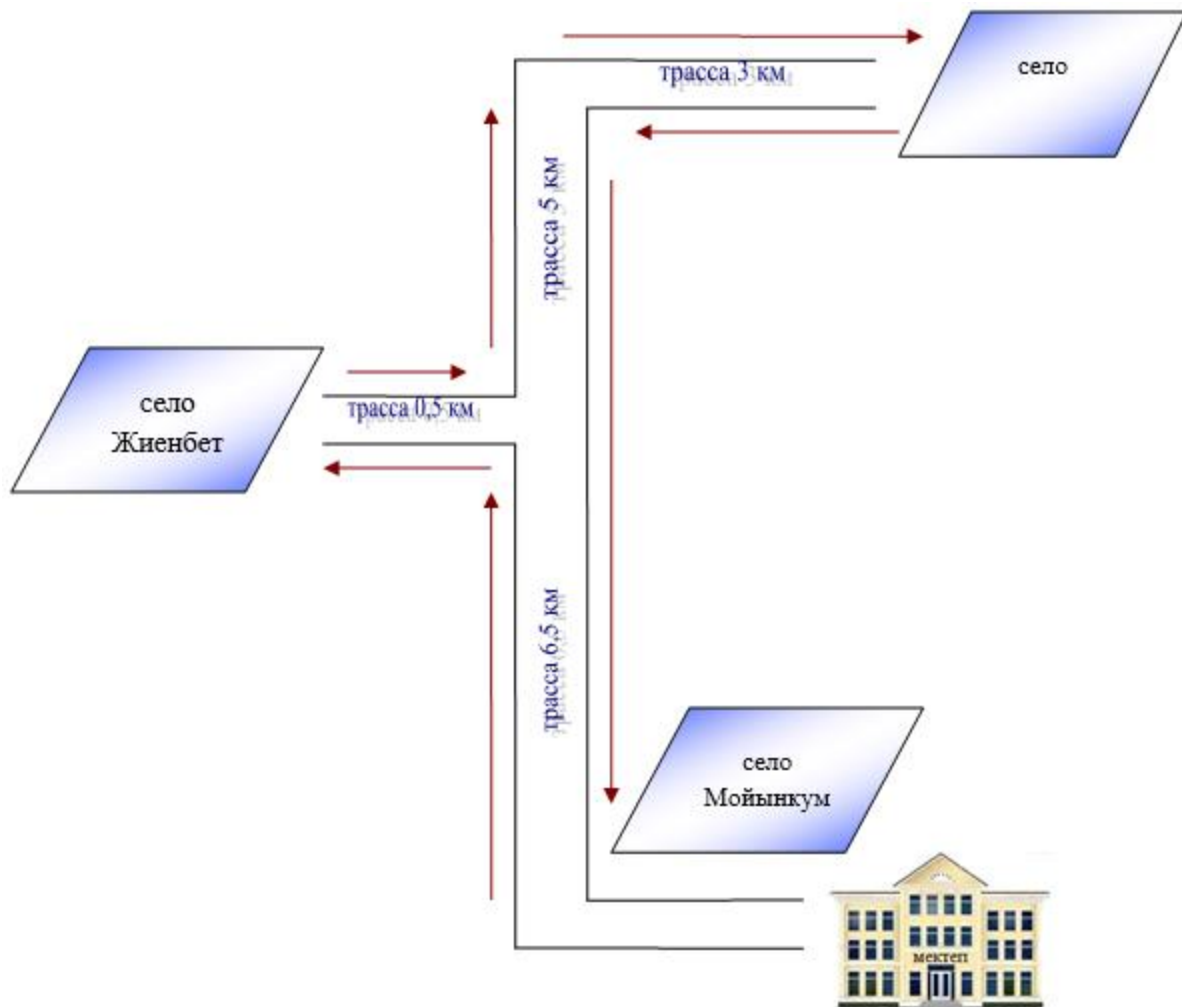 трасса 3 км
село
трасса 5 км
село
Жиенбет
трасса 0,5 км
трасса 6,5 км
село
Мойынкум
мектеп